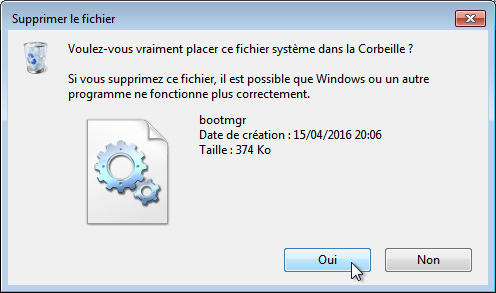 Supprimer le fichier
Voulez-vous vraiment placer ce fichier système dans la Corbeille ?
Si vous supprimez ce fichier, il est possible que Windows ou un autre
programme ne fonctionne plus correctement.
bootmgr
Date de création : 15/04/2016 20:06
Taille : 374 Ko
Oui
Non